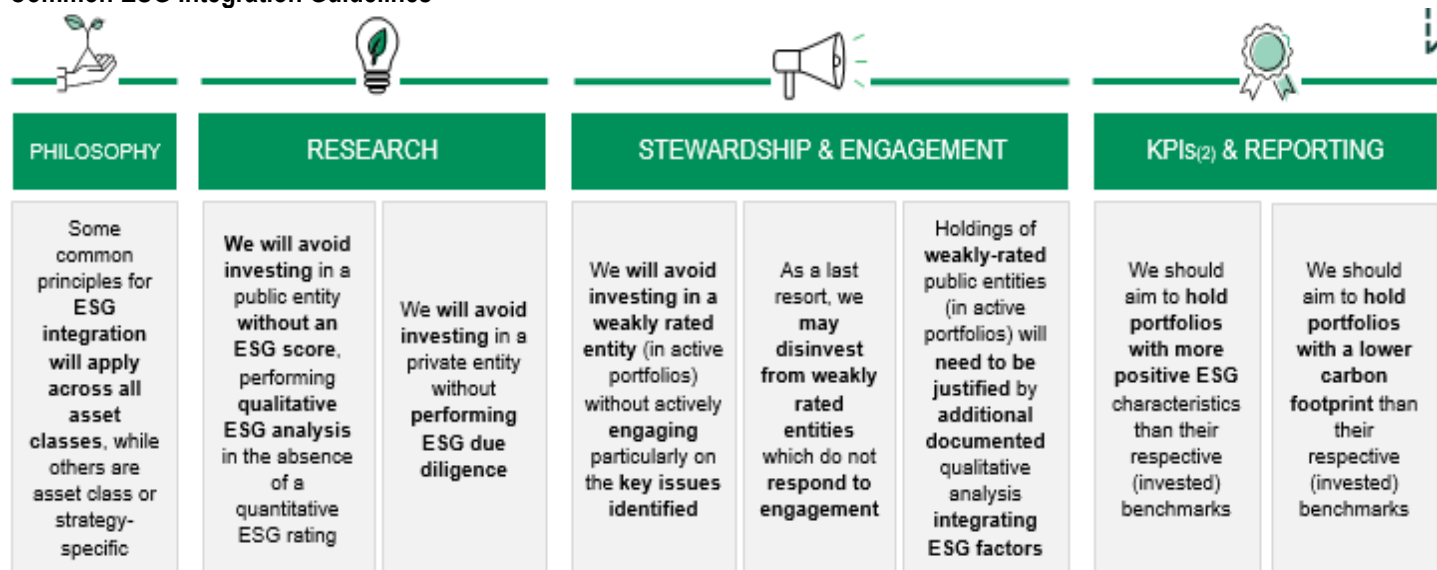 Common ESG Integration Guidelines
PHILOSOPHY
RESEARCH
STEWARDSHIP & ENGAGEMENT
KPIs(2) & REPORTING
Some
common
principles for
ESG
integration
will apply
across all
asset
classes, while
others are
asset class or
strategy-
specific
We will avoid
investing in a
public entity
without an
ESG score,
performing
qualitative
ESG analysis
in the absence
of a
quantitative
ESG rating
We will avoid
investing in a
private entity
without
performing
ESG due
diligence
We will avoid
investing in a
weakly rated
entity (in active
portfolios)
without actively
engaging
particularly on
the key issues
identified
As a last
resort, we
may
disinvest
from weakly
rated
entities
which do not
respond to
engagement
Holdings of
weakly-rated
public entities
(in active
portfolios) will
need to be
justified by
additional
documented
qualitative
analysis
integrating
ESG factors
We should
aim to hold
portfolios
with more
positive ESG
characteristics
than their
respective
(invested)
benchmarks
We should
aim to hold
portfolios
with a lower
carbon
footprint than
their
respective
(invested)
benchmarks